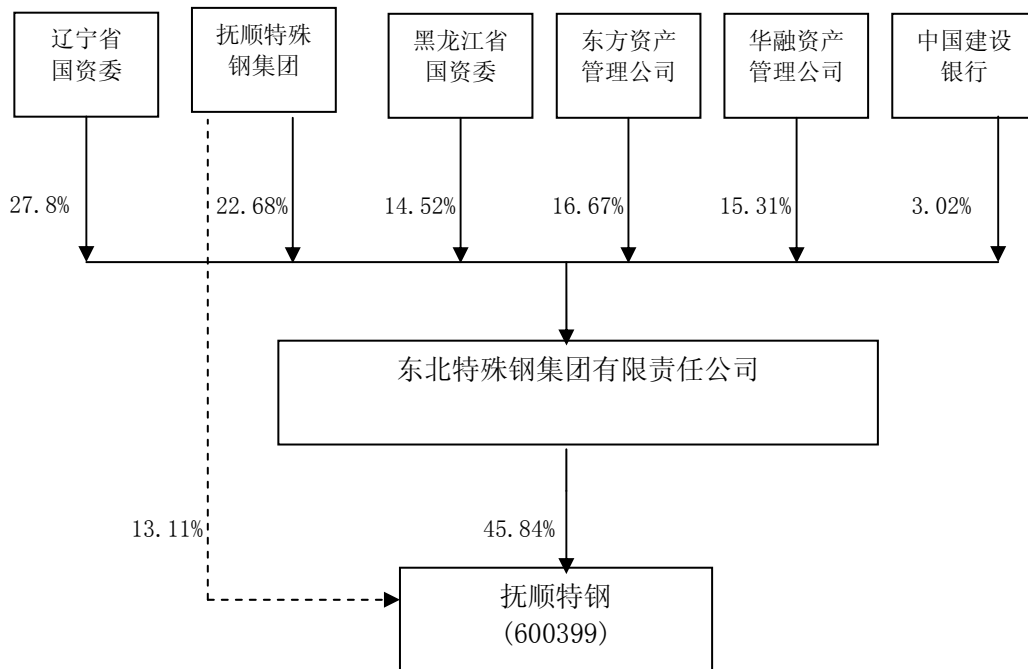 辽宁省
国资委
抚顺特殊
钢集团
黑龙江省
国资委
东方资产
管理公司
华融资产
管理公司
中国建设
银行
27.8%
22.68%
14.52%
16.67%
15.31%
3.02%
东北特殊钢集团有限责任公司
13.11%
45.84%
抚顺特钢
(600399)